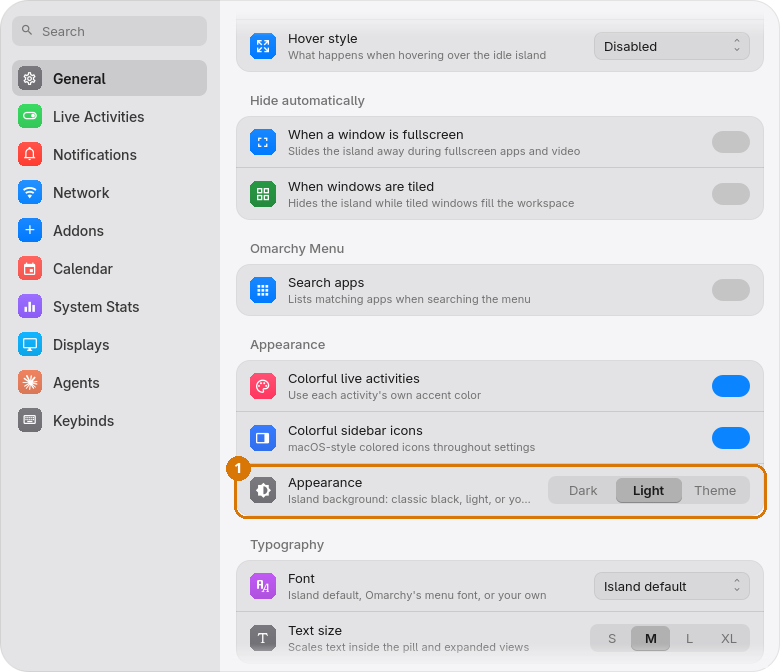 Search
General
Live Activities
Notifications
Network
Addons
Calendar
System Stats
Displays
Agents
Keybinds
Hover style
What happens when hovering over the idle island
Disabled
Hide automatically
When a window is fullscreen
Slides the island away during fullscreen apps and video
When windows are tiled
Hides the island while tiled windows fill the workspace
Omarchy Menu
Search apps
Lists matching apps when searching the menu
Appearance
Colorful live activities
Use each activity's own accent color
Colorful sidebar icons
macOS-style colored icons throughout settings
1
Appearance
Island background: classic black, light, or yo...
Dark Light Theme
Typography
Font
Island default, Omarchy's menu font, or your own
Island default
Text size
Scales text inside the pill and expanded views
S M L XL